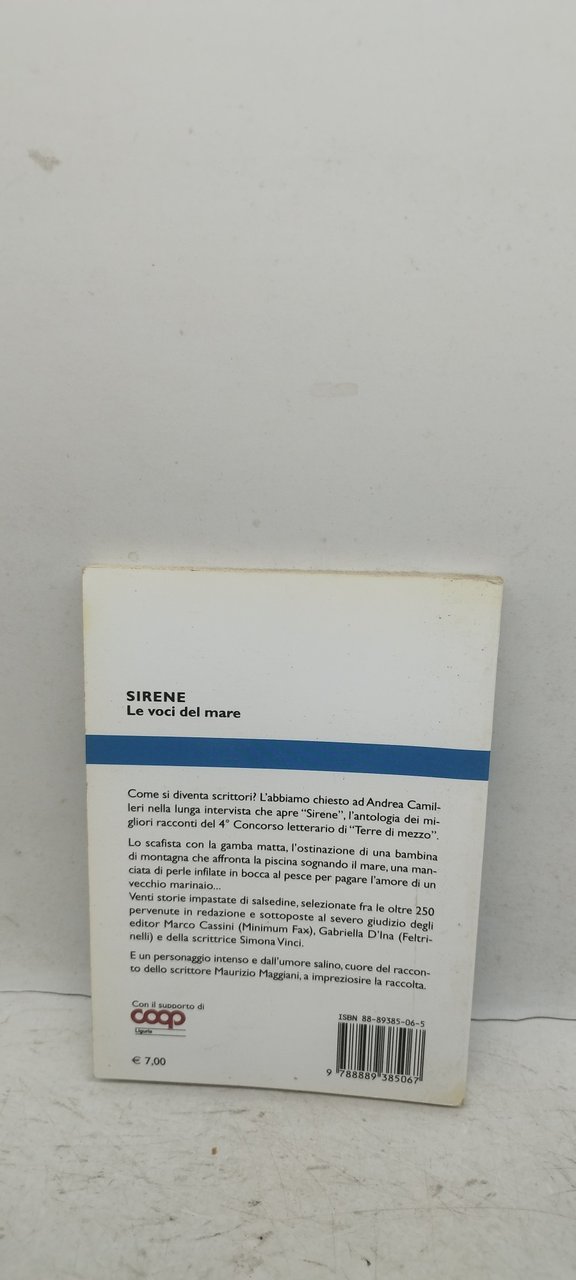 SIRENE
Le voci del mare
Come si diventa scrittori? L'abbiamo chiesto ad Andrea Camil-
leri nella lunga intervista che apre "Sirene", l'antologia dei mi-
gliori racconti del 4° Concorso letterario di "Terre di mezzo".
Lo scafista con la gamba matta, l'ostinazione di una bambina
di montagna che affronta la piscina sognando il mare, una man-
ciata di perle infilate in bocca al pesce per pagare l'amore di un
vecchio marinaio...
Venti storie impastate di salsedine, selezionate fra le oltre 250
pervenute in redazione e sottoposte al severo giudizio degli
editor Marco Cassini (Minimum Fax), Gabriella D'Ina (Feltri-
nelli) e della scrittrice Simona Vinci.
E un personaggio intenso e dall'umore salino, cuore del raccon-
to dello scrittore Maurizio Maggiani, a impreziosire la raccolta.
Con il supporto di
coop
Liguria
€ 7,00
ISBN 88-89385-06-5
9 788889 385067